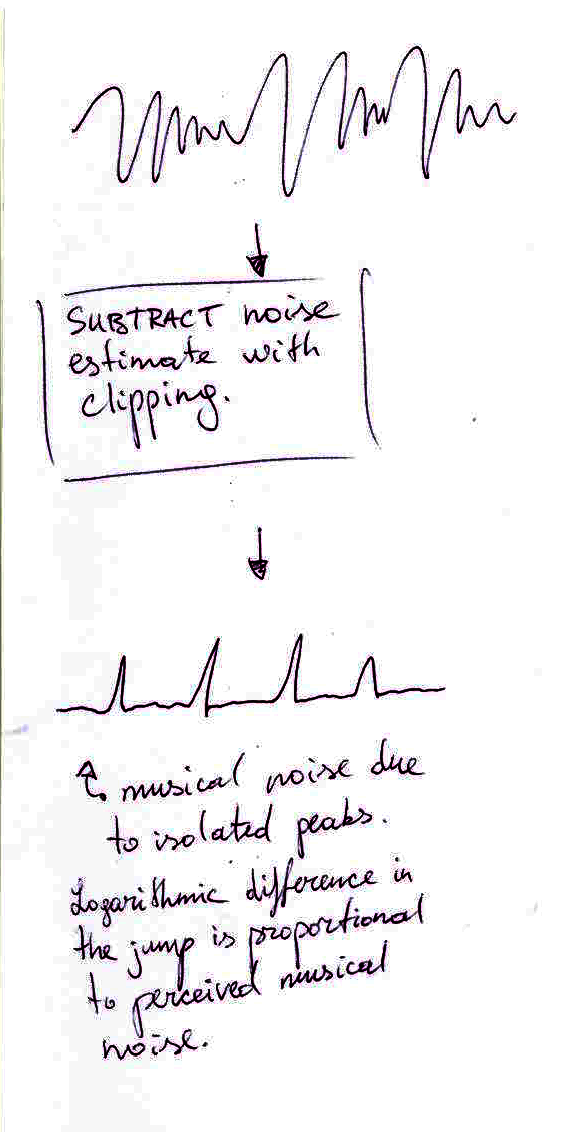 SUBTRACT noise
estimate with
clipping.
musical noise due
to isolated peaks.
Logarithmic difference in
the jump is proportional
to perceived musical
noise.